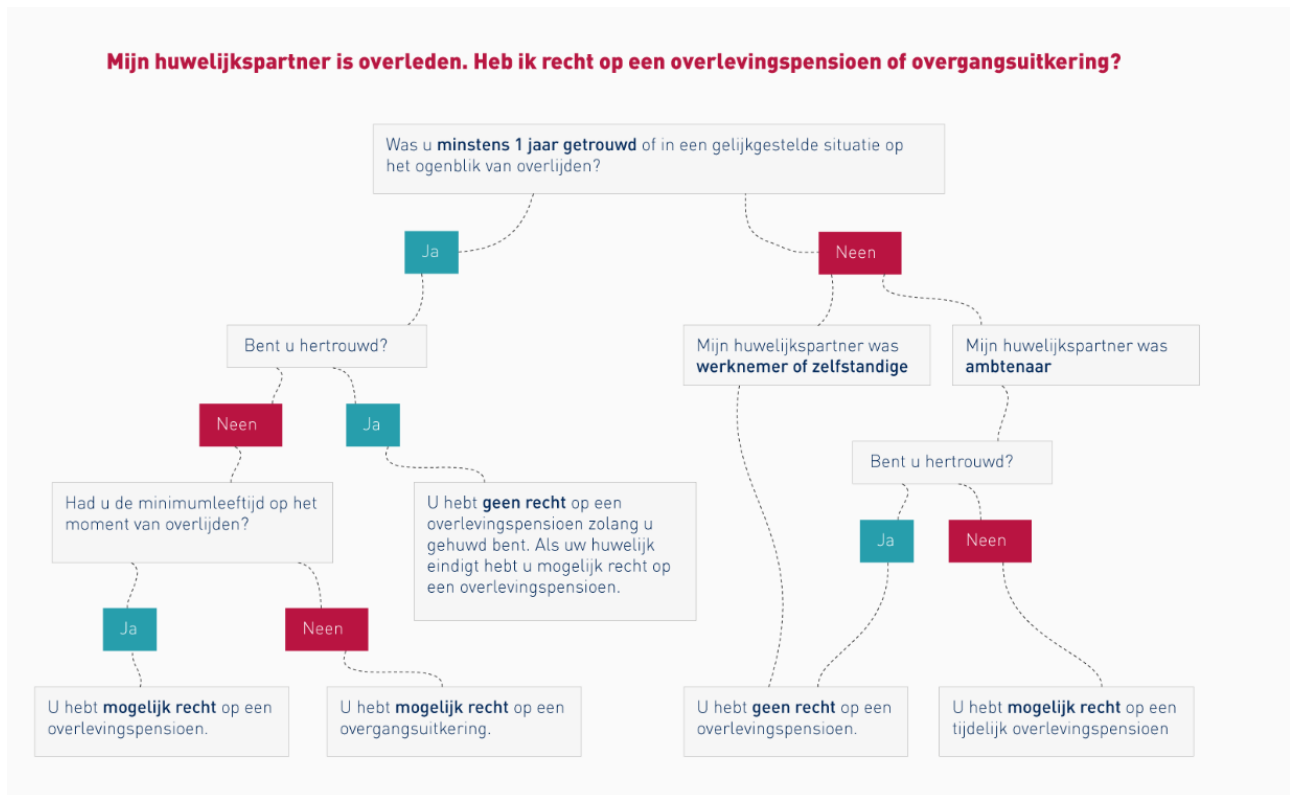 Mijn huwelijkspartner is overleden. Heb ik recht op een overlevingspensioen of overgangsuitkering?
Was u minstens 1 jaar getrouwd of in een gelijkgestelde situatie op
het ogenblik van overlijden?
Ja
Neen
Bent u hertrouwd?
Mijn huwelijkspartner was
werknemer of zelfstandige
Mijn huwelijkspartner was
ambtenaar
Neen
Ja
Bent u hertrouwd?
Had u de minimumleeftijd op het
moment van overlijden?
U hebt geen recht op een
overlevingspensioen zolang u
gehuwd bent. Als uw huwelijk
eindigt hebt u mogelijk recht op
een overlevingspensioen.
Ja
Neen
Ja
Neen
U hebt mogelijk recht op een
overlevingspensioen.
U hebt mogelijk recht op een
overgangsuitkering.
U hebt geen recht op een
overlevingspensioen.
U hebt mogelijk recht op een
tijdelijk overlevingspensioen